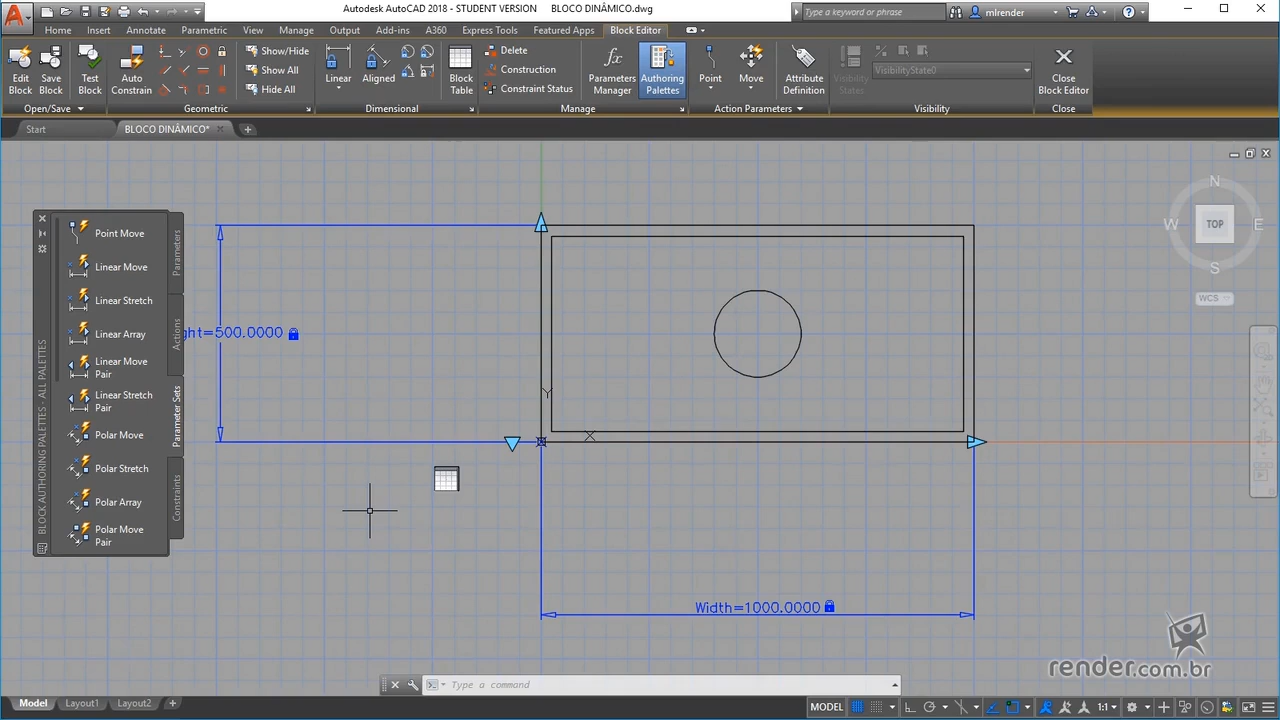 Autodesk AutoCAD 2018 - STUDENT VERSION BLOCO DINÂMICO.dwg
Type a keyword or phrase
mlrender
Home Insert Annotate Parametric View Manage Output Add-ins A360 Express Tools Featured Apps Block Editor
Edit Block
Save Block
Test Block
Auto Constrain
Show/Hide
Show All
Hide All
Linear
Aligned
Block Table
Delete
Construction
Constraint Status
Parameters Manager
Authoring Palettes
Point
Move
Attribute Definition
Visibility States
VisibilityState0
Close Block Editor
Open/Save Geometric Dimensional Manage Action Parameters Visibility Close
Start BLOCO DINÂMICO*
N
W TOP E
S
WCS
Point Move
Linear Move
Linear Stretch
Linear Array
Linear Move Pair
Linear Stretch Pair
Polar Move
Polar Stretch
Polar Array
Polar Move Pair
Parameters
Actions
Parameter Sets
Constraints
BLOCK AUTHORING PALETTES - ALL PALETTES
ght=500.0000
Y
X
Width=1000.0000
render.com.br
Type a command
Model Layout1 Layout2
MODEL 1:1